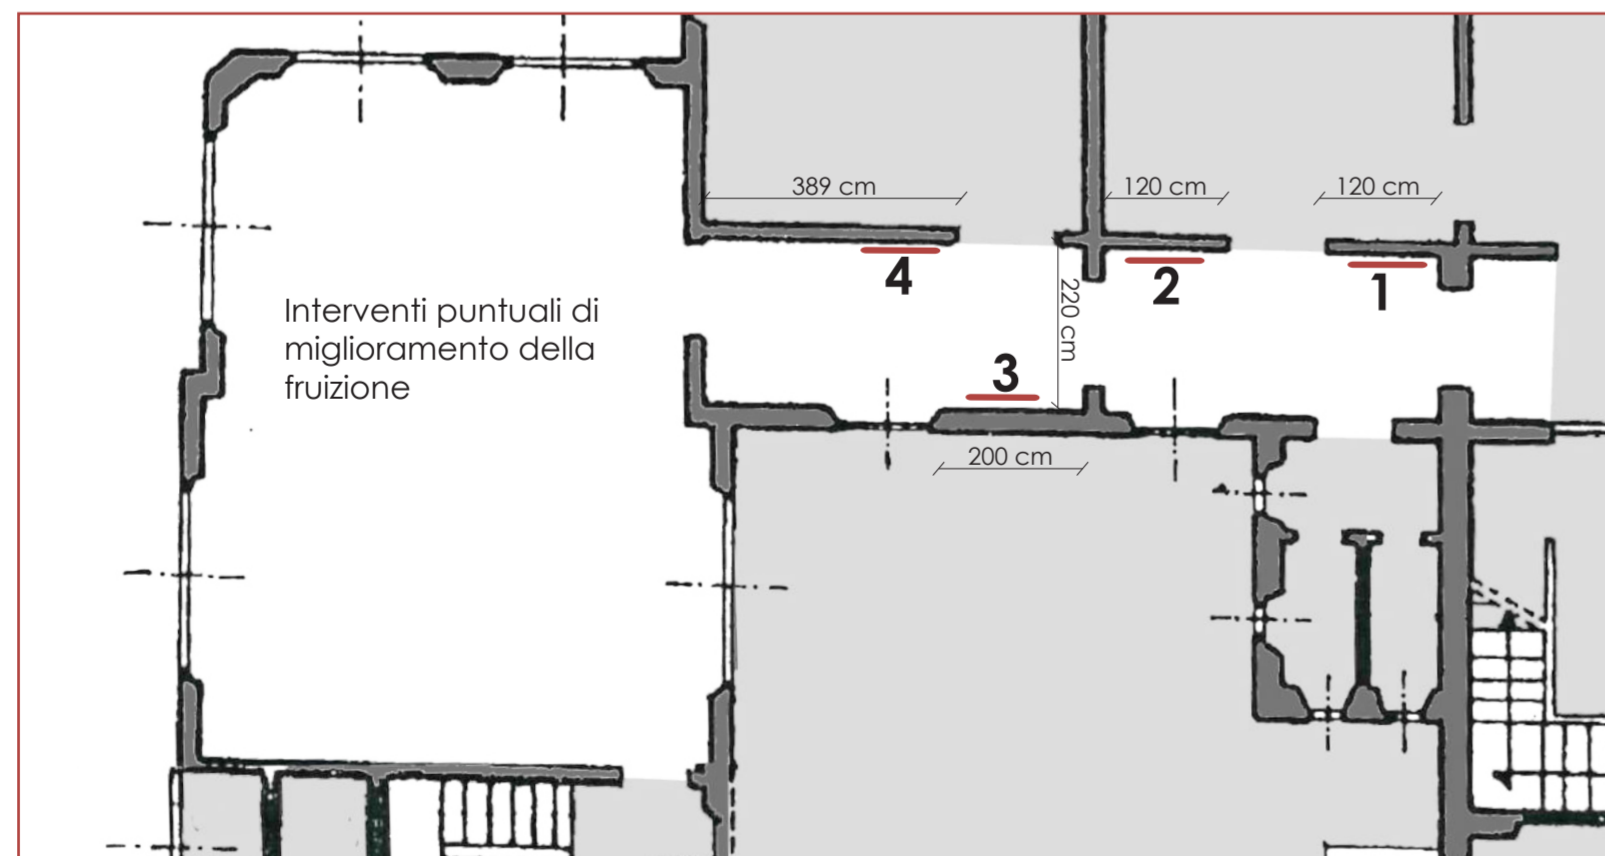 389 cm
120 cm
120 cm
4
2
1
220 cm
Interventi puntuali di
miglioramento della
fruizione
3
200 cm